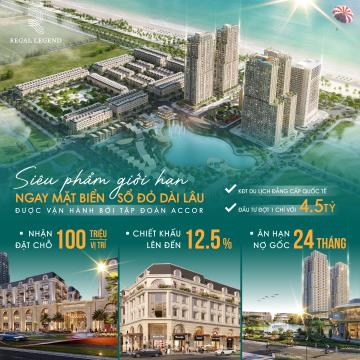 REGAL LEGEND
Siêu phẩm giới hạn
NGAY MẶT BIỂN SỔ ĐỎ DÀI LÂU
ĐƯỢC VẬN HÀNH BỞI TẬP ĐOÀN ACCOR
KĐT DU LỊCH ĐẲNG CẤP QUỐC TẾ
ĐẦU TƯ ĐỢT 1 CHỈ VỚI 4.5TỶ
NHẬN ĐẶT CHỖ 100 TRIỆU VỊ TRÍ
CHIẾT KHẤU LÊN ĐẾN 12.5%
ÂN HẠN NỢ GỐC 24 THÁNG